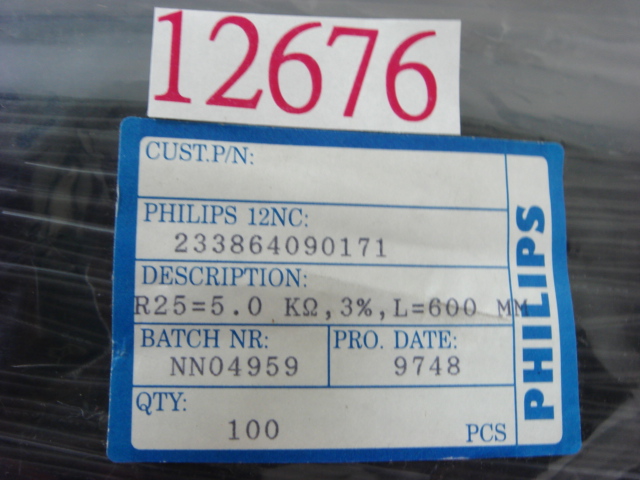 12676
CUST.P/N:
PHILIPS 12NC:
233864090171
DESCRIPTION:
R25=5.0 KΩ,3%,L=600 MM
BATCH NR:
NN04959
PRO. DATE:
9748
QTY:
100
PCS
PHILIPS